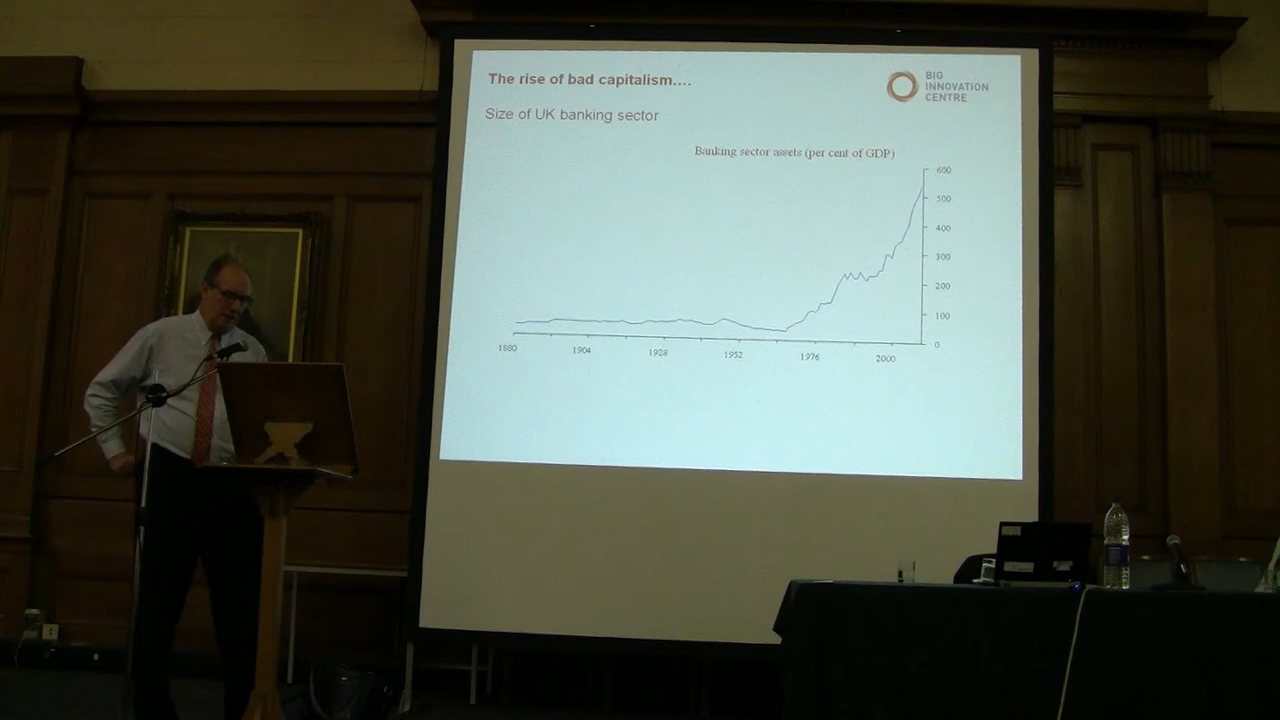 The rise of bad capitalism....
BIG
INNOVATION
CENTRE
Size of UK banking sector
Banking sector assets (per cent of GDP)
600
500
400
300
200
100
0
1880
1904
1928
1952
1976
2000